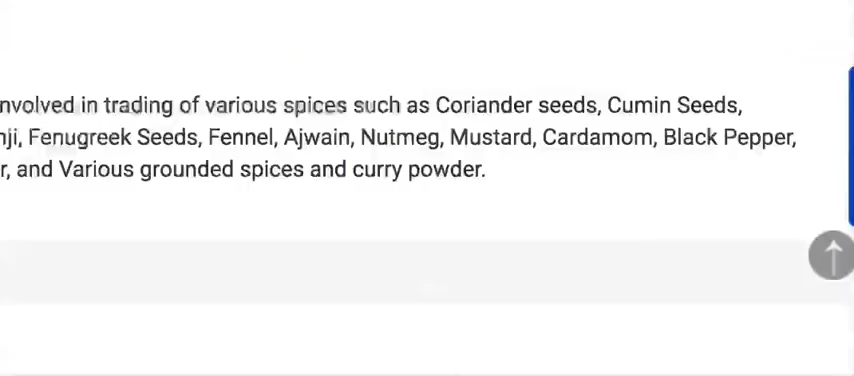 nvolved in trading of various spices such as Coriander seeds, Cumin Seeds,
ji, Fenugreek Seeds, Fennel, Ajwain, Nutmeg, Mustard, Cardamom, Black Pepper,
r, and Various grounded spices and curry powder.